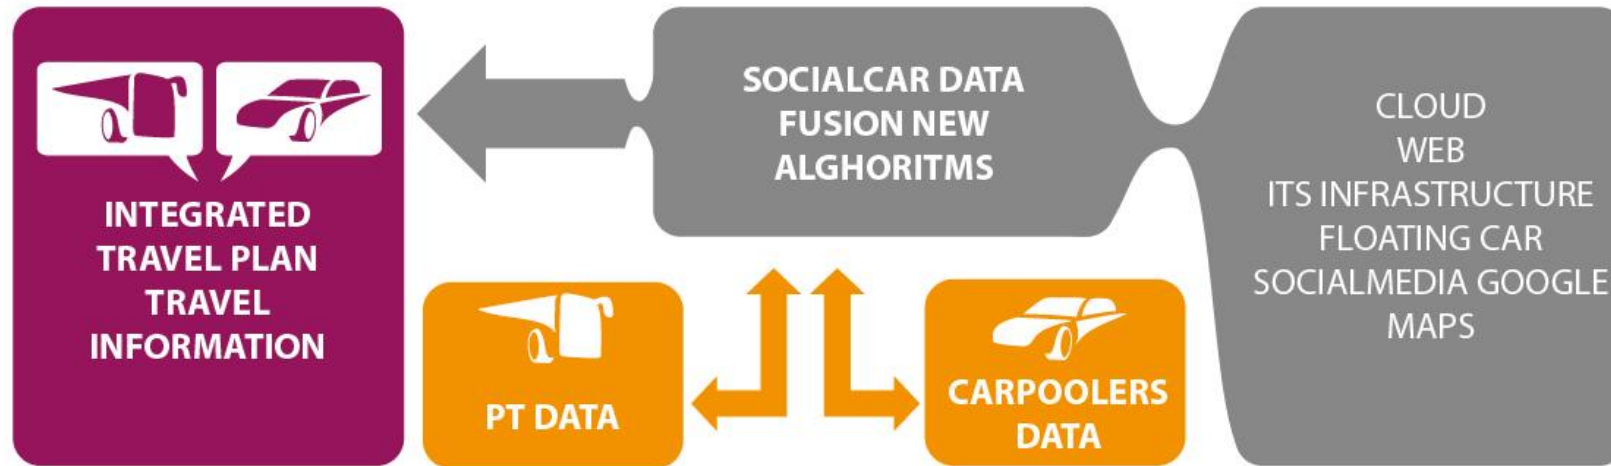 INTEGRATED
TRAVEL PLAN
TRAVEL
INFORMATION
SOCIALCAR DATA
FUSION NEW
ALGHORITMS
PT DATA
CARPOOLERS
DATA
CLOUD
WEB
ITS INFRASTRUCTURE
FLOATING CAR
SOCIALMEDIA GOOGLE
MAPS